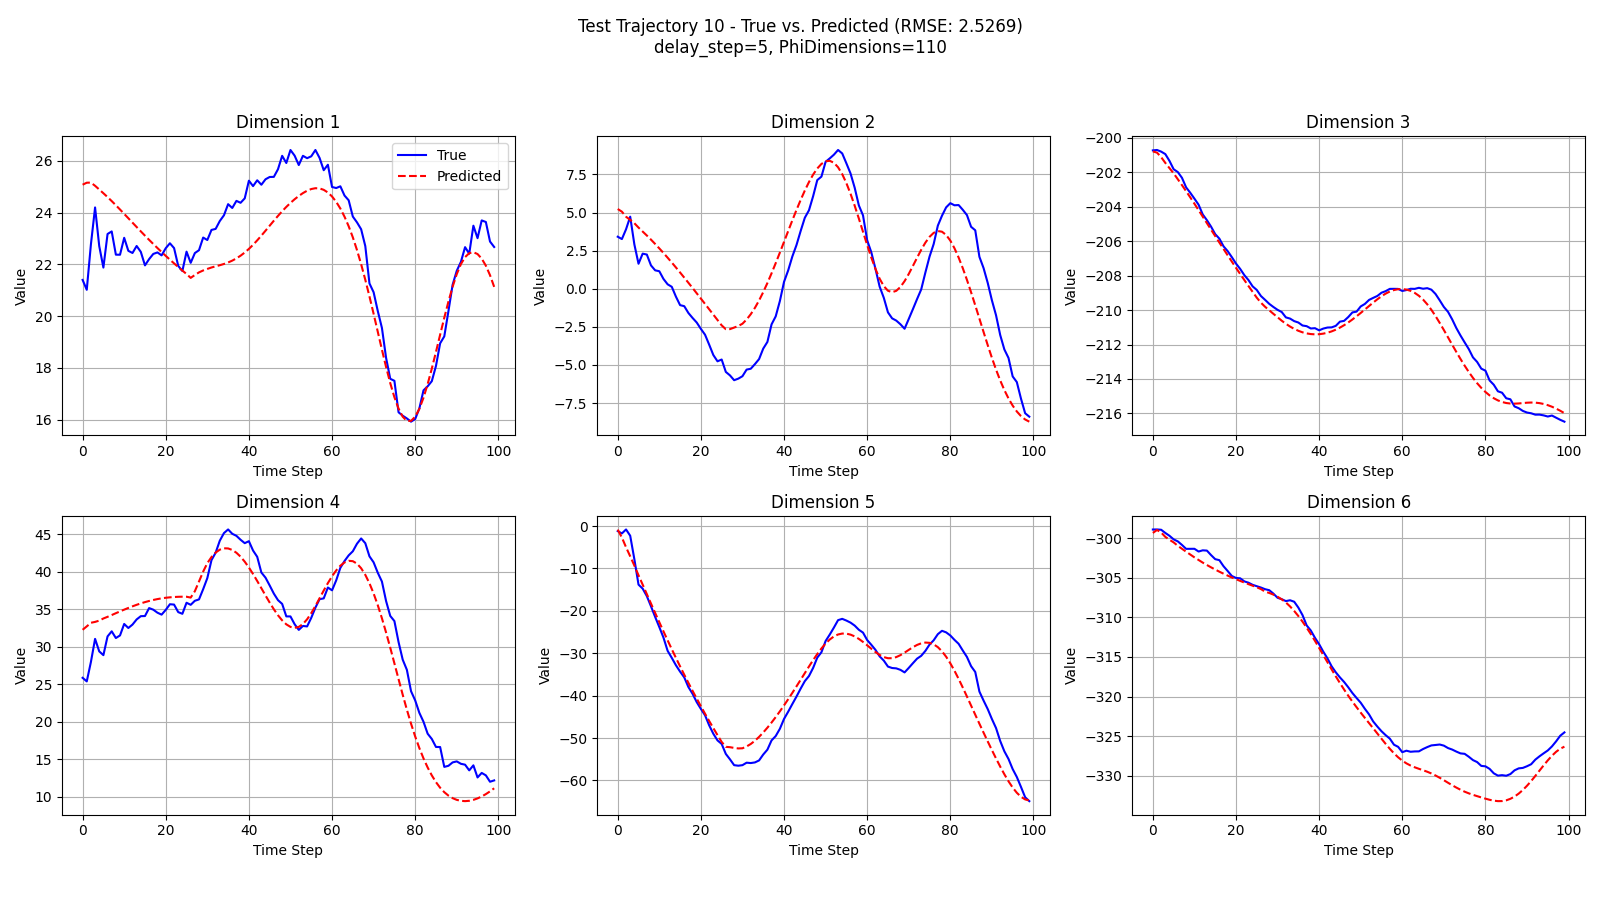 Test Trajectory 10 - True vs. Predicted (RMSE: 2.5269)
delay_step=5, PhiDimensions=110
Dimension 1
Value
26
24
22
20
18
16
True
Predicted
0 20 40 60 80 100
Time Step
Dimension 2
Value
7.5
5.0
2.5
0.0
−2.5
−5.0
−7.5
0 20 40 60 80 100
Time Step
Dimension 3
Value
−200
−202
−204
−206
−208
−210
−212
−214
−216
0 20 40 60 80 100
Time Step
Dimension 4
Value
45
40
35
30
25
20
15
10
0 20 40 60 80 100
Time Step
Dimension 5
Value
0
−10
−20
−30
−40
−50
−60
0 20 40 60 80 100
Time Step
Dimension 6
Value
−300
−305
−310
−315
−320
−325
−330
0 20 40 60 80 100
Time Step